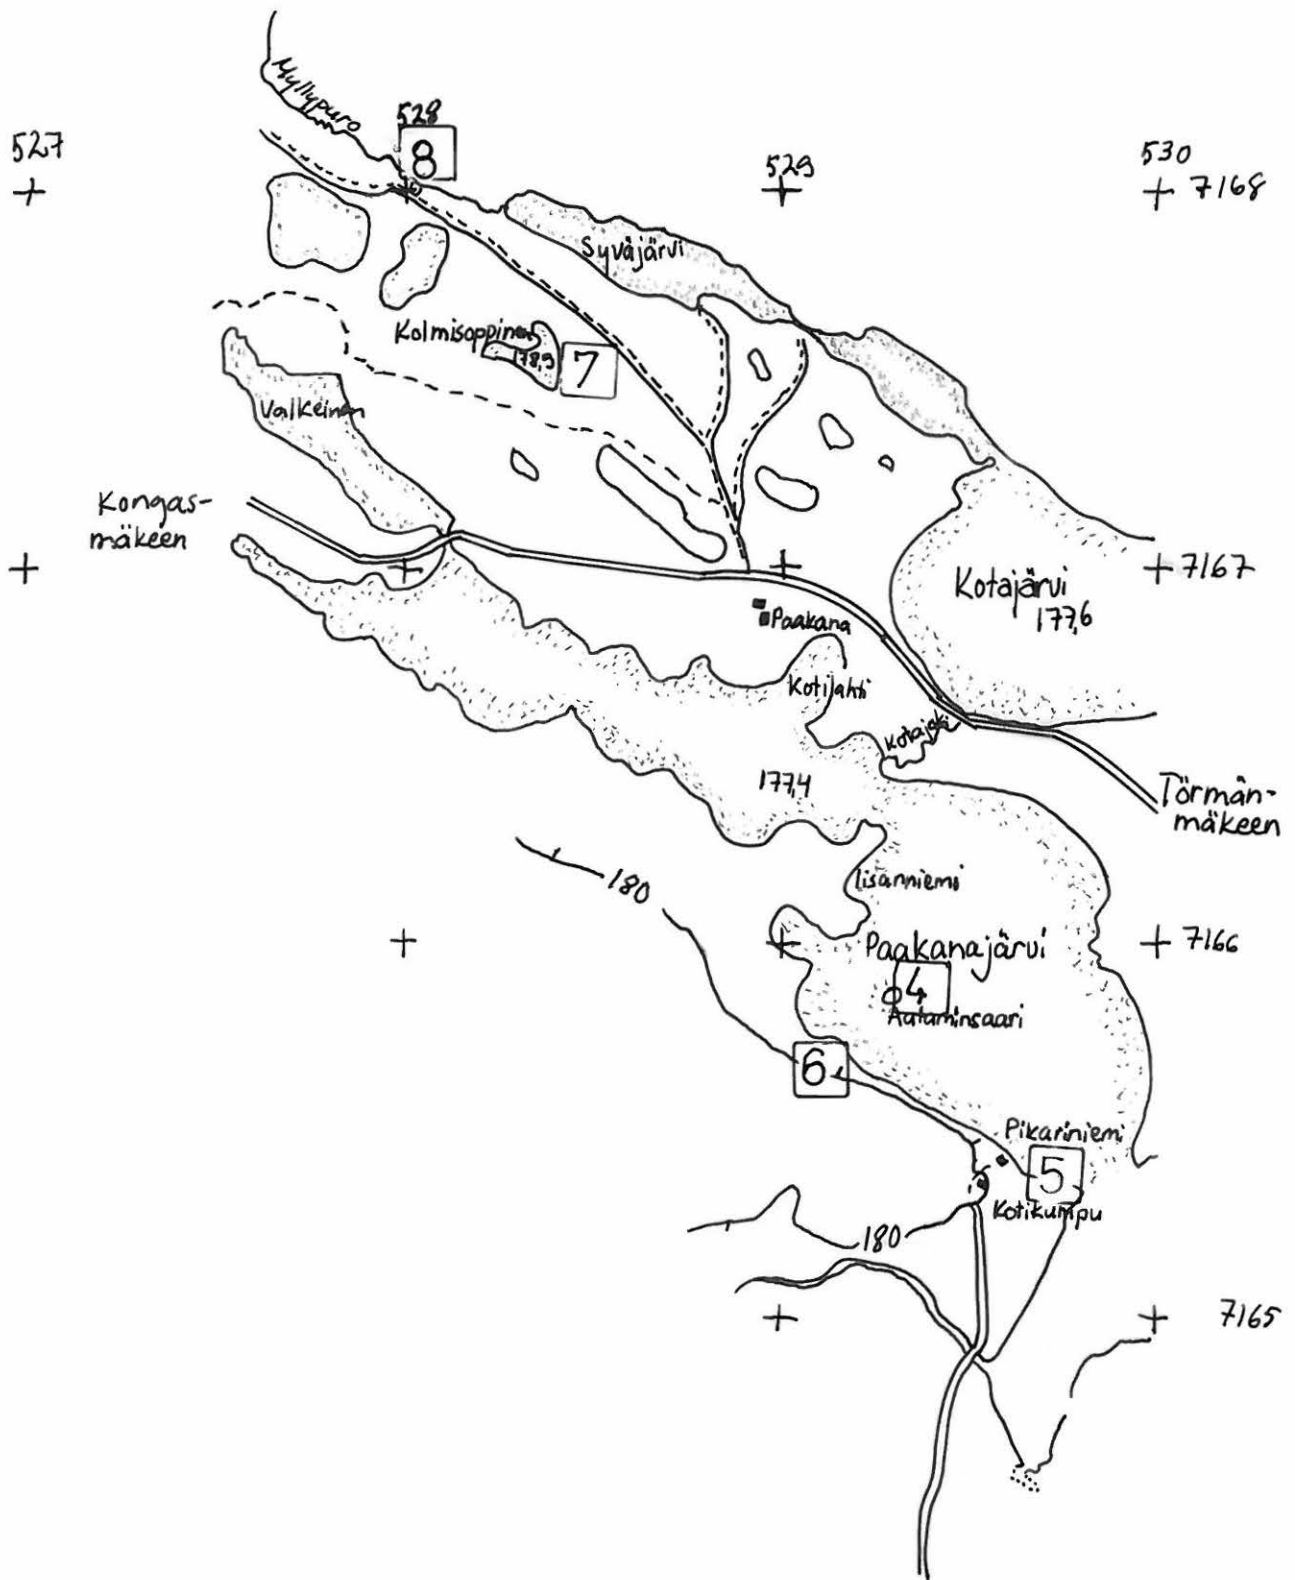 Myllypuro
528
8
527
529
530
7168
Syväjärvi
Kolmisoppinen
178,9
7
Valkeinen
Kongas-
mäkeen
7167
Kotajärvi
177,6
Paakana
Kotilahti
Kotajoki
177,4
Törmän-
mäkeen
Iisanniemi
180
Paakanajärvi
7166
4
Autaminsaari
6
Pikariniemi
5
Kotikumpu
180
7165